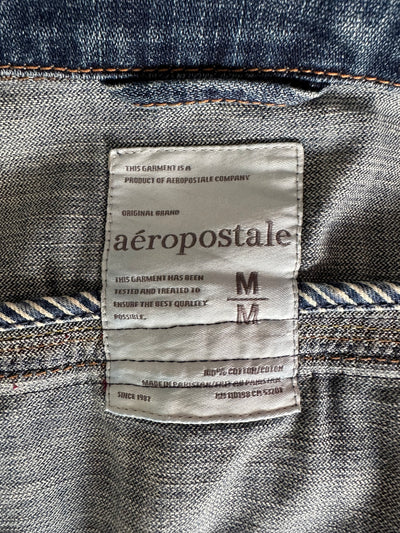 THIS GARMENT IS A
PRODUCT OF AEROPOSTALE COMPANY
ORIGINAL BRAND
aéropostale
THIS GARMENT HAS BEEN
TESTED AND TREATED TO
ENSURE THE BEST QUALITY
POSSIBLE.
M
M
100% COTTON/COTON
MADE IN PAKISTAN/FAIT AU PAKISTAN
SINCE 1987